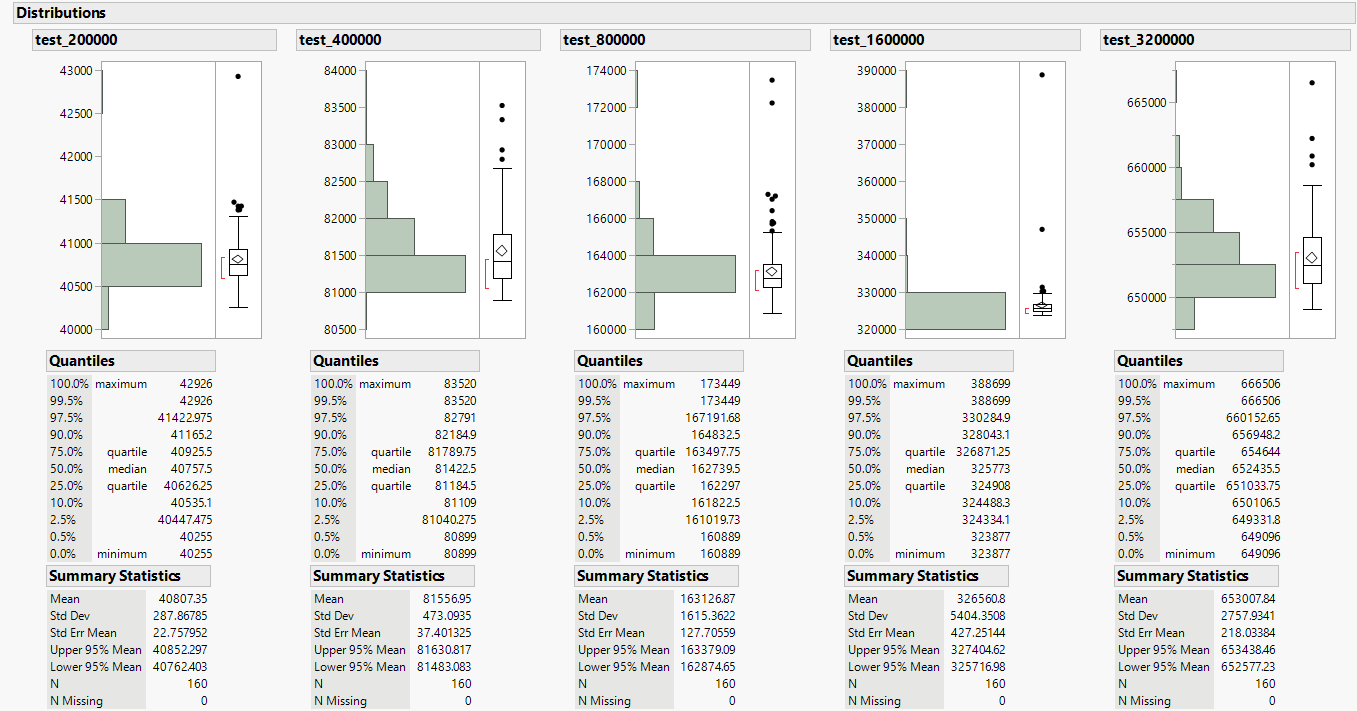 Distributions
test_200000 test_400000 test_800000 test_1600000 test_3200000
43000 84000 174000 390000
42500 83500 172000 380000 665000
42000 83000 170000 370000
41500 82500 168000 360000 660000
41000 82000 166000 350000 655000
40500 81500 164000 340000
40000 81000 162000 330000 650000
80500 160000 320000
Quantiles Quantiles Quantiles Quantiles Quantiles
100.0% maximum 42926 100.0% maximum 83520 100.0% maximum 173449 100.0% maximum 388699 100.0% maximum 666506
99.5% 42926 99.5% 83520 99.5% 173449 99.5% 388699 99.5% 666506
97.5% 41422.975 97.5% 82791 97.5% 167191.68 97.5% 330284.9 97.5% 660152.65
90.0% 41165.2 90.0% 82184.9 90.0% 164832.5 90.0% 328043.1 90.0% 656948.2
75.0% quartile 40925.5 75.0% quartile 81789.75 75.0% quartile 163497.75 75.0% quartile 326871.25 75.0% quartile 654644
50.0% median 40757.5 50.0% median 81422.5 50.0% median 162739.5 50.0% median 325773 50.0% median 652435.5
25.0% quartile 40626.25 25.0% quartile 81184.5 25.0% quartile 162297 25.0% quartile 324908 25.0% quartile 651033.75
10.0% 40535.1 10.0% 81109 10.0% 161822.5 10.0% 324488.3 10.0% 650106.5
2.5% 40447.475 2.5% 81040.275 2.5% 161019.73 2.5% 324334.1 2.5% 649331.8
0.5% 40255 0.5% 80899 0.5% 160889 0.5% 323877 0.5% 649096
0.0% minimum 40255 0.0% minimum 80899 0.0% minimum 160889 0.0% minimum 323877 0.0% minimum 649096
Summary Statistics Summary Statistics Summary Statistics Summary Statistics Summary Statistics
Mean 40807.35 Mean 81556.95 Mean 163126.87 Mean 326560.8 Mean 653007.84
Std Dev 287.86785 Std Dev 473.0935 Std Dev 1615.3622 Std Dev 5404.3508 Std Dev 2757.9341
Std Err Mean 22.757952 Std Err Mean 37.401325 Std Err Mean 127.70559 Std Err Mean 427.25144 Std Err Mean 218.03384
Upper 95% Mean 40852.297 Upper 95% Mean 81630.817 Upper 95% Mean 163379.09 Upper 95% Mean 327404.62 Upper 95% Mean 653438.46
Lower 95% Mean 40762.403 Lower 95% Mean 81483.083 Lower 95% Mean 162874.65 Lower 95% Mean 325716.98 Lower 95% Mean 652577.23
N 160 N 160 N 160 N 160 N 160
N Missing 0 N Missing 0 N Missing 0 N Missing 0 N Missing 0